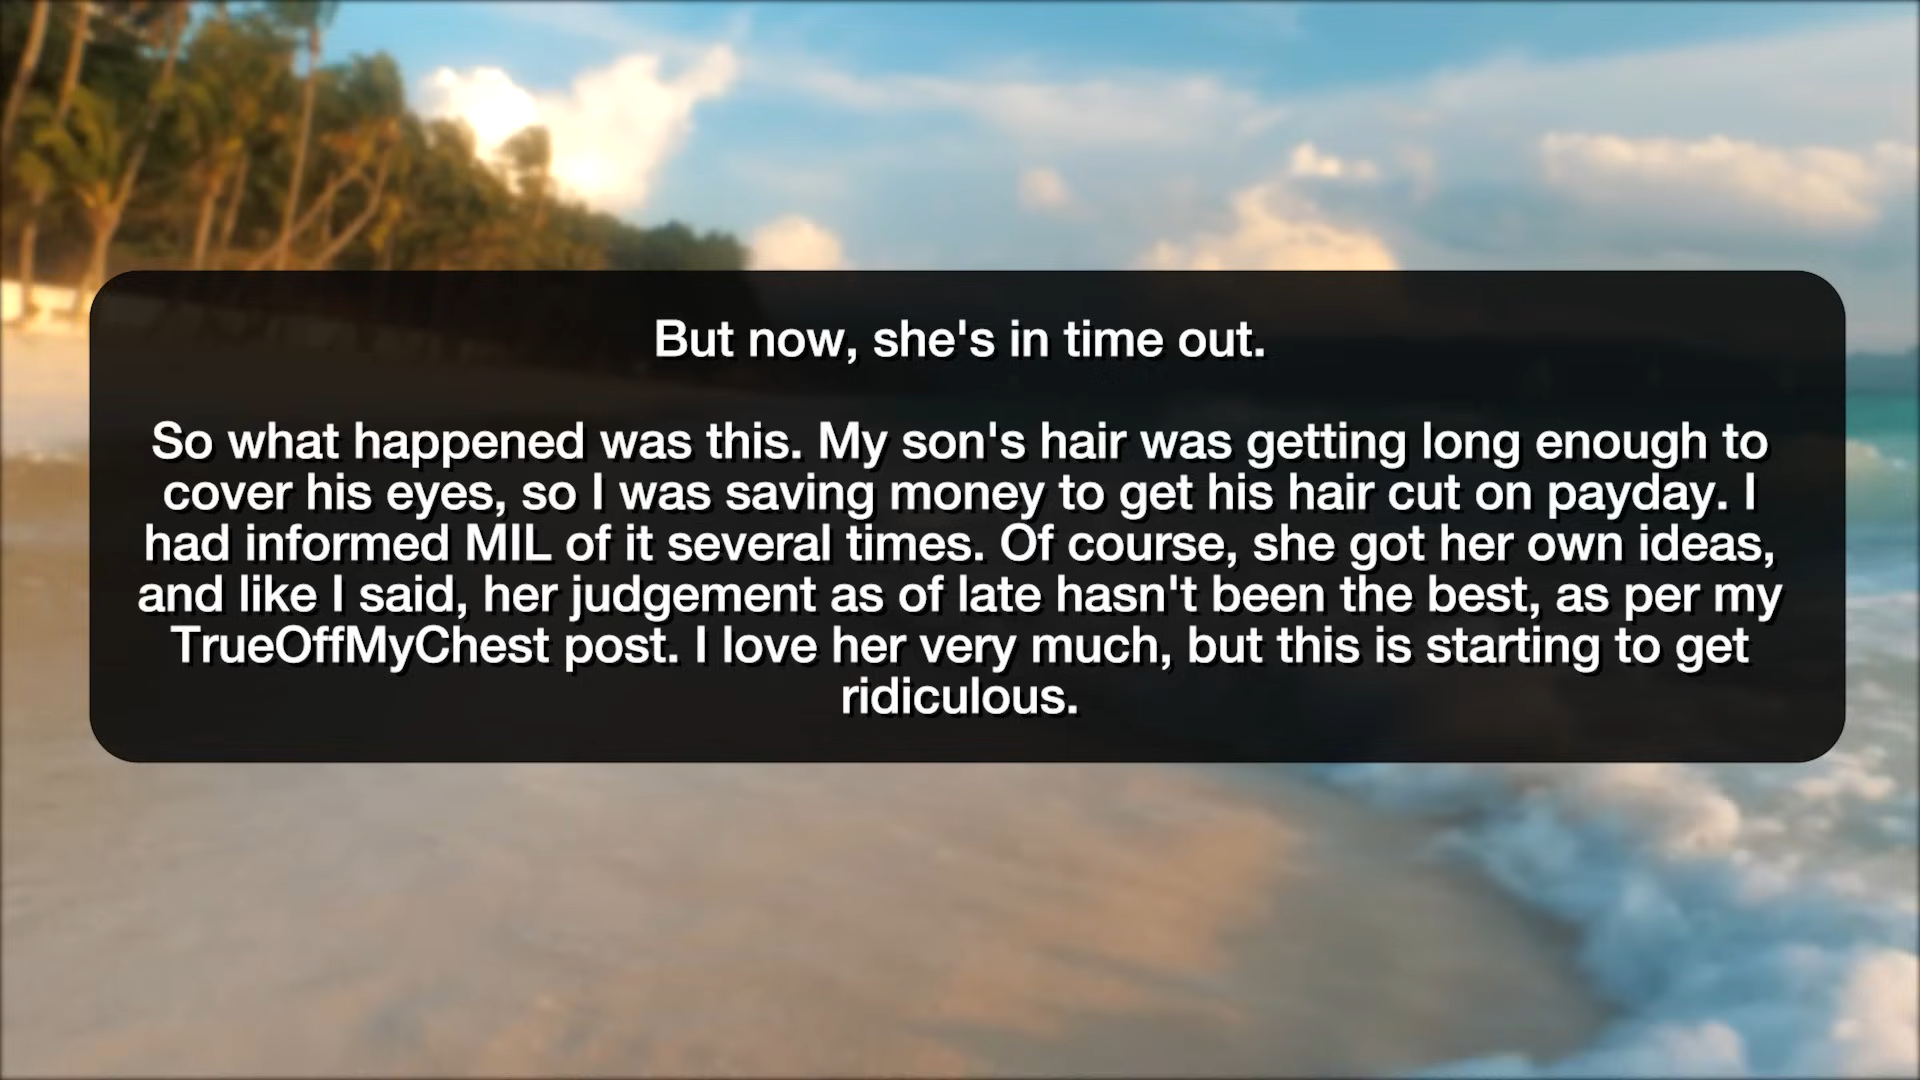 But now, she's in time out.
So what happened was this. My son's hair was getting long enough to
cover his eyes, so I was saving money to get his hair cut on payday. I
had informed MIL of it several times. Of course, she got her own ideas,
and like I said, her judgement as of late hasn't been the best, as per my
TrueOffMyChest post. I love her very much, but this is starting to get
ridiculous.